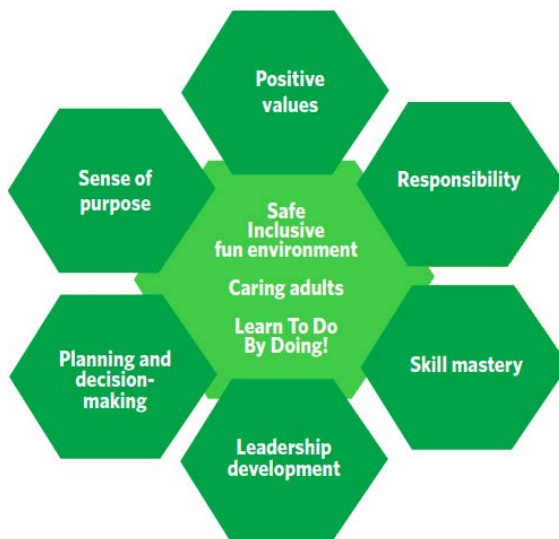 Positive
values
Responsibility
Skill mastery
Leadership
development
Planning and
decision-
making
Sense of
purpose
Safe
Inclusive
fun environment
Caring adults
Learn To Do
By Doing!